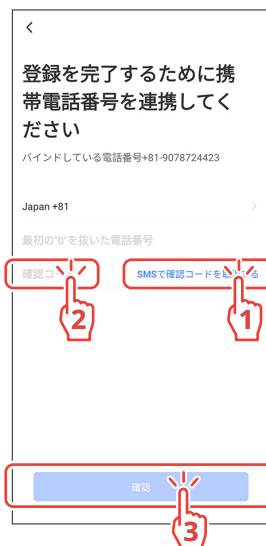 登録を完了するために携
帯電話番号を連携してく
ださい
バインドしている電話番号+81-9078724423
Japan +81
最初の"0"を抜いた電話番号
確認コ
SMSで確認コードを取 る
2
1
確認
3